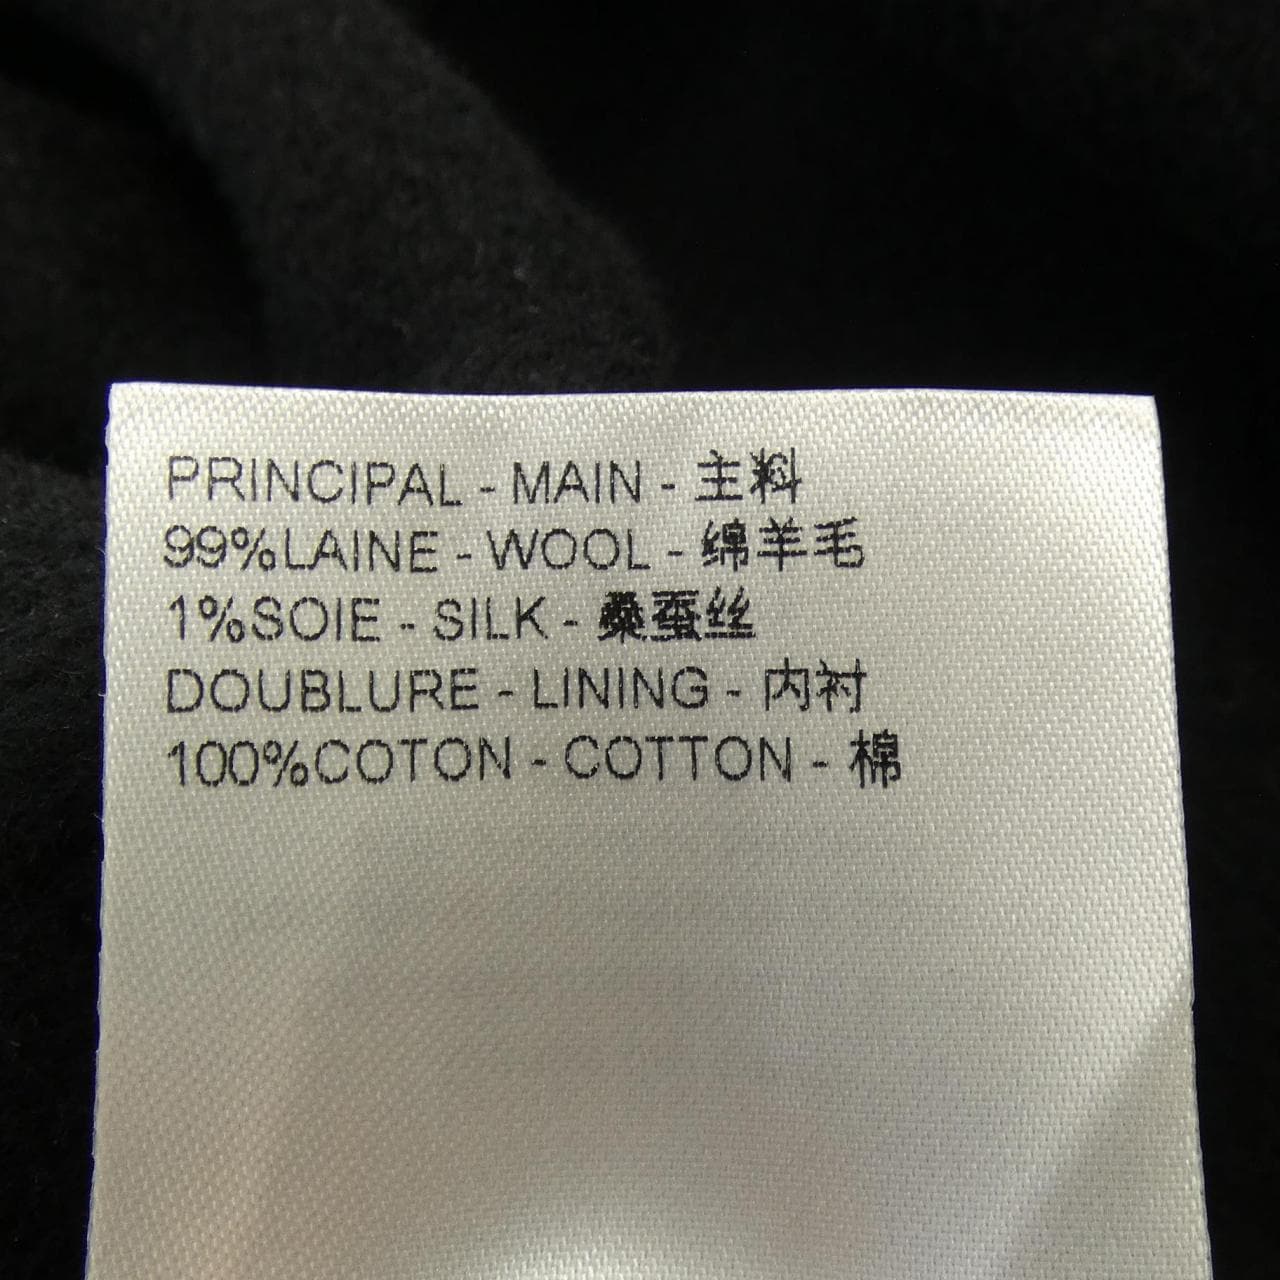 PRINCIPAL - MAIN - 主料
99%LAINE - WOOL - 绵羊毛
1%SOIE - SILK - 桑蚕丝
DOUBLURE - LINING - 内衬
100%COTON - COTTON - 棉